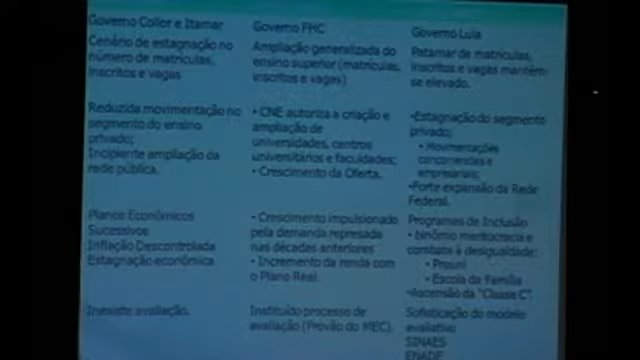 Governo Collor e Itamar
Cenário de estagnação no
número de matrículas,
inscritos e vagas
Reduzida movimentação no
segmento do ensino
privado;
Incipiente ampliação da
rede pública.
Planos Econômicos
Sucessivos
Inflação Descontrolada
Estagnação econômica
Inexiste avaliação.
Governo FHC
Ampliação generalizada do
ensino superior (matrículas,
inscritos e vagas)
• CNE autoriza a criação e
ampliação de
universidades, centros
universitários e faculdades;
• Crescimento da Oferta.
• Crescimento impulsionado
pela demanda represada
nas décadas anteriores
• Incremento da renda com
o Plano Real.
Instituído processo de
avaliação (Provão do MEC).
Governo Lula
Patamar de matrículas,
inscritos e vagas mantém-
se elevado.
•Estagnação do segmento
privado;
• Movimentações
concorrenciais e
empresariais;
•Forte expansão da Rede
Federal.
Programas de Inclusão
• binômio meritocracia e
combate à desigualdade:
• Prouni
• Escola da Família
•Ascensão da "Classe C".
Sofisticação do modelo
avaliativo
SINAES
ENADE